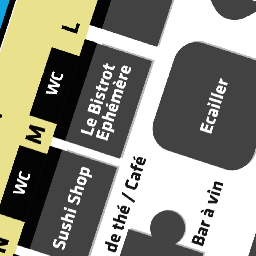 L
WC
Le Bistrot
Ephémère
Ecailler
M
WC
Sushi Shop
de thé / Café
Bar à vin
N